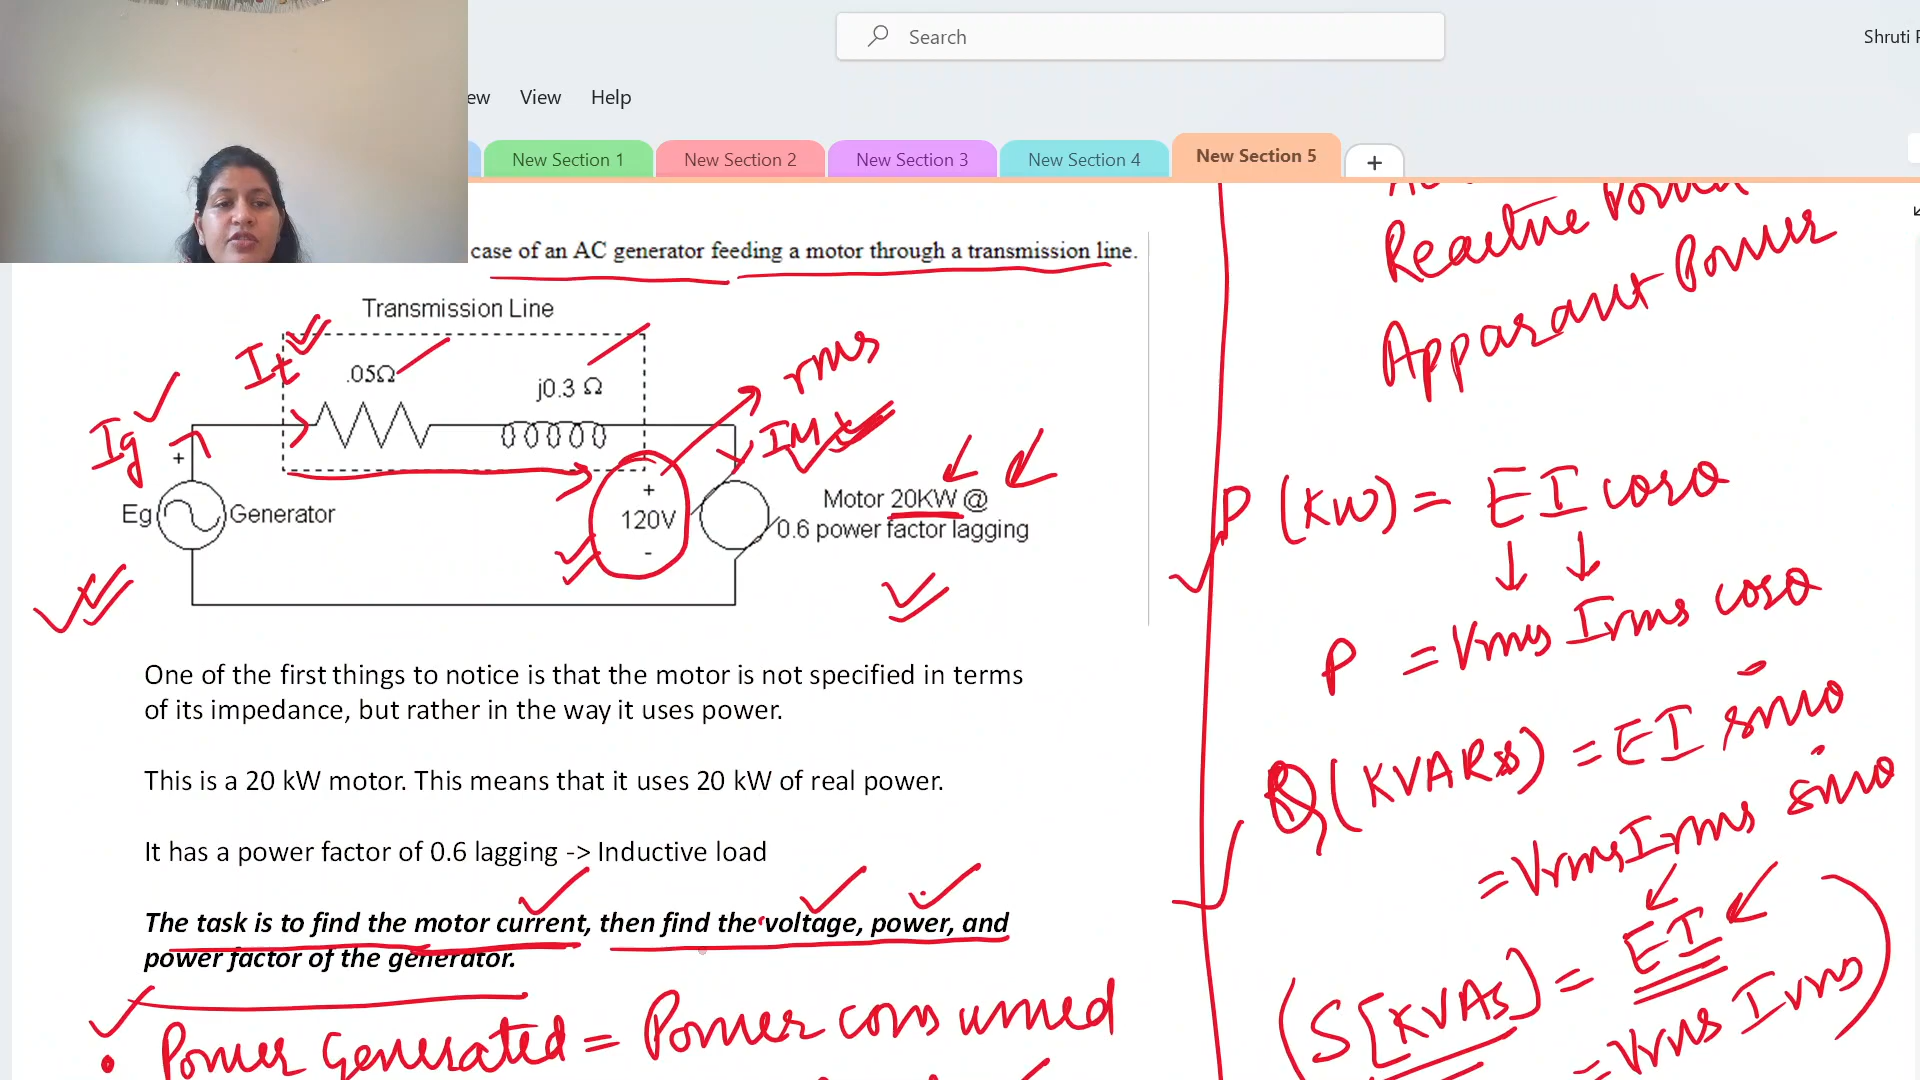 Search
Shruti
ew View Help
New Section 1 New Section 2 New Section 3 New Section 4 New Section 5 +
case of an AC generator feeding a motor through a transmission line.
Transmission Line
It
.05Ω
j0.3 Ω
rms
Ig
IM
+
Eg
Generator
+
120V
-
Motor 20KW @
0.6 power factor lagging
One of the first things to notice is that the motor is not specified in terms
of its impedance, but rather in the way it uses power.
This is a 20 kW motor. This means that it uses 20 kW of real power.
It has a power factor of 0.6 lagging -> Inductive load
The task is to find the motor current, then find the voltage, power, and
power factor of the generator.
• Power Generated = Power consumed
Reactive Power
Apparant Power
P (KW) = EI cosθ
P = Vrms Irms cosθ
Q (KVARs) = EI sinθ
= Vrms Irms sinθ
(S [KVAs] = EI
= Vrms Irms)